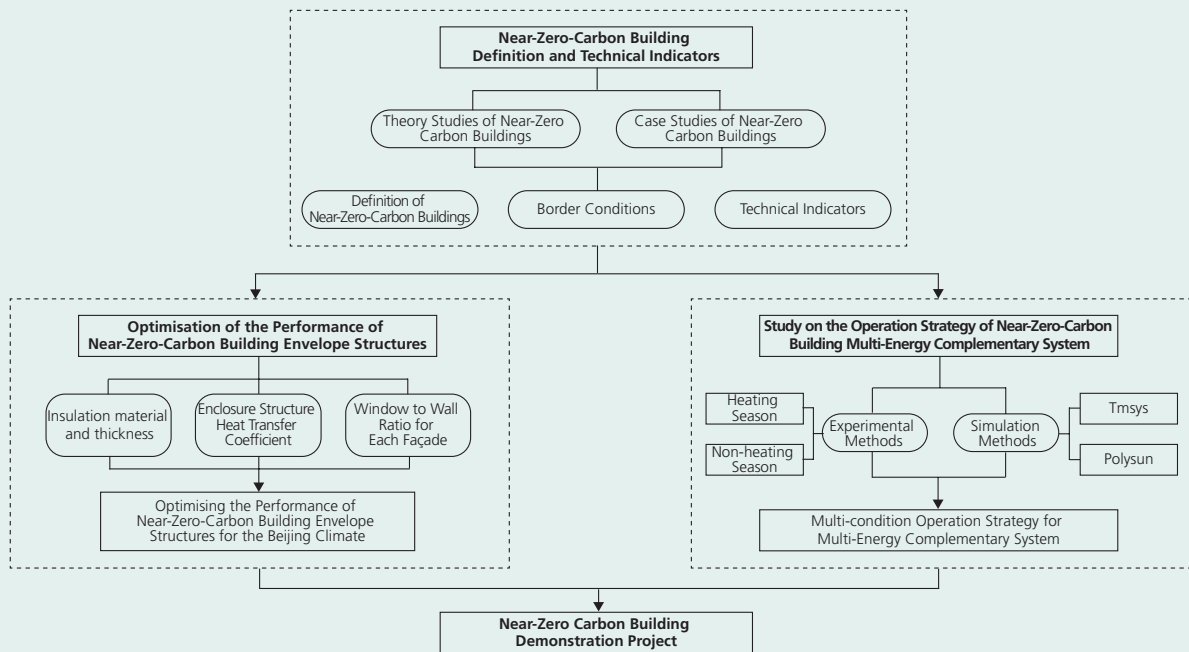 Near-Zero-Carbon Building
Definition and Technical Indicators
Theory Studies of Near-Zero
Carbon Buildings
Case Studies of Near-Zero
Carbon Buildings
Definition of
Near-Zero-Carbon Buildings
Border Conditions
Technical Indicators
Optimisation of the Performance of
Near-Zero-Carbon Building Envelope Structures
Insulation material
and thickness
Enclosure Structure
Heat Transfer
Coefficient
Window to Wall
Ratio for
Each Façade
Optimising the Performance of
Near-Zero-Carbon Building Envelope
Structures for the Beijing Climate
Study on the Operation Strategy of Near-Zero-Carbon
Building Multi-Energy Complementary System
Heating
Season
Non-heating
Season
Experimental
Methods
Simulation
Methods
Tmsys
Polysun
Multi-condition Operation Strategy for
Multi-Energy Complementary System
Near-Zero Carbon Building
Demonstration Project